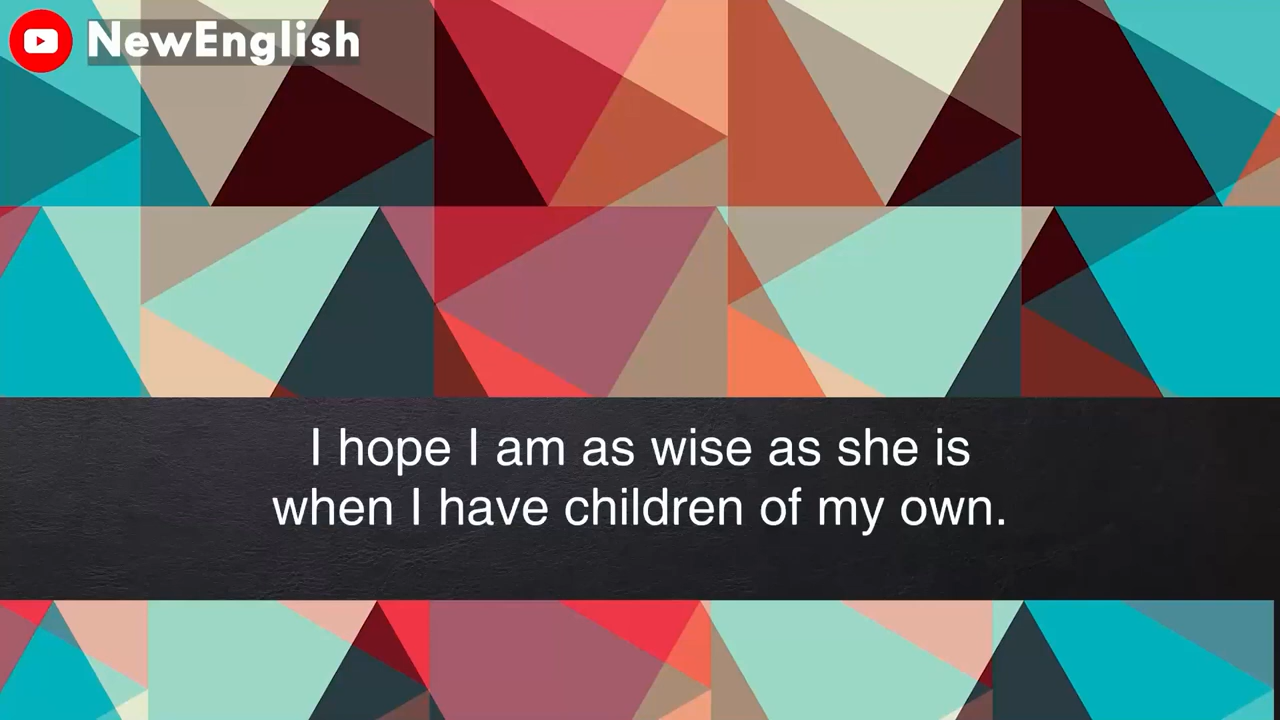 NewEnglish
I hope I am as wise as she is
when I have children of my own.